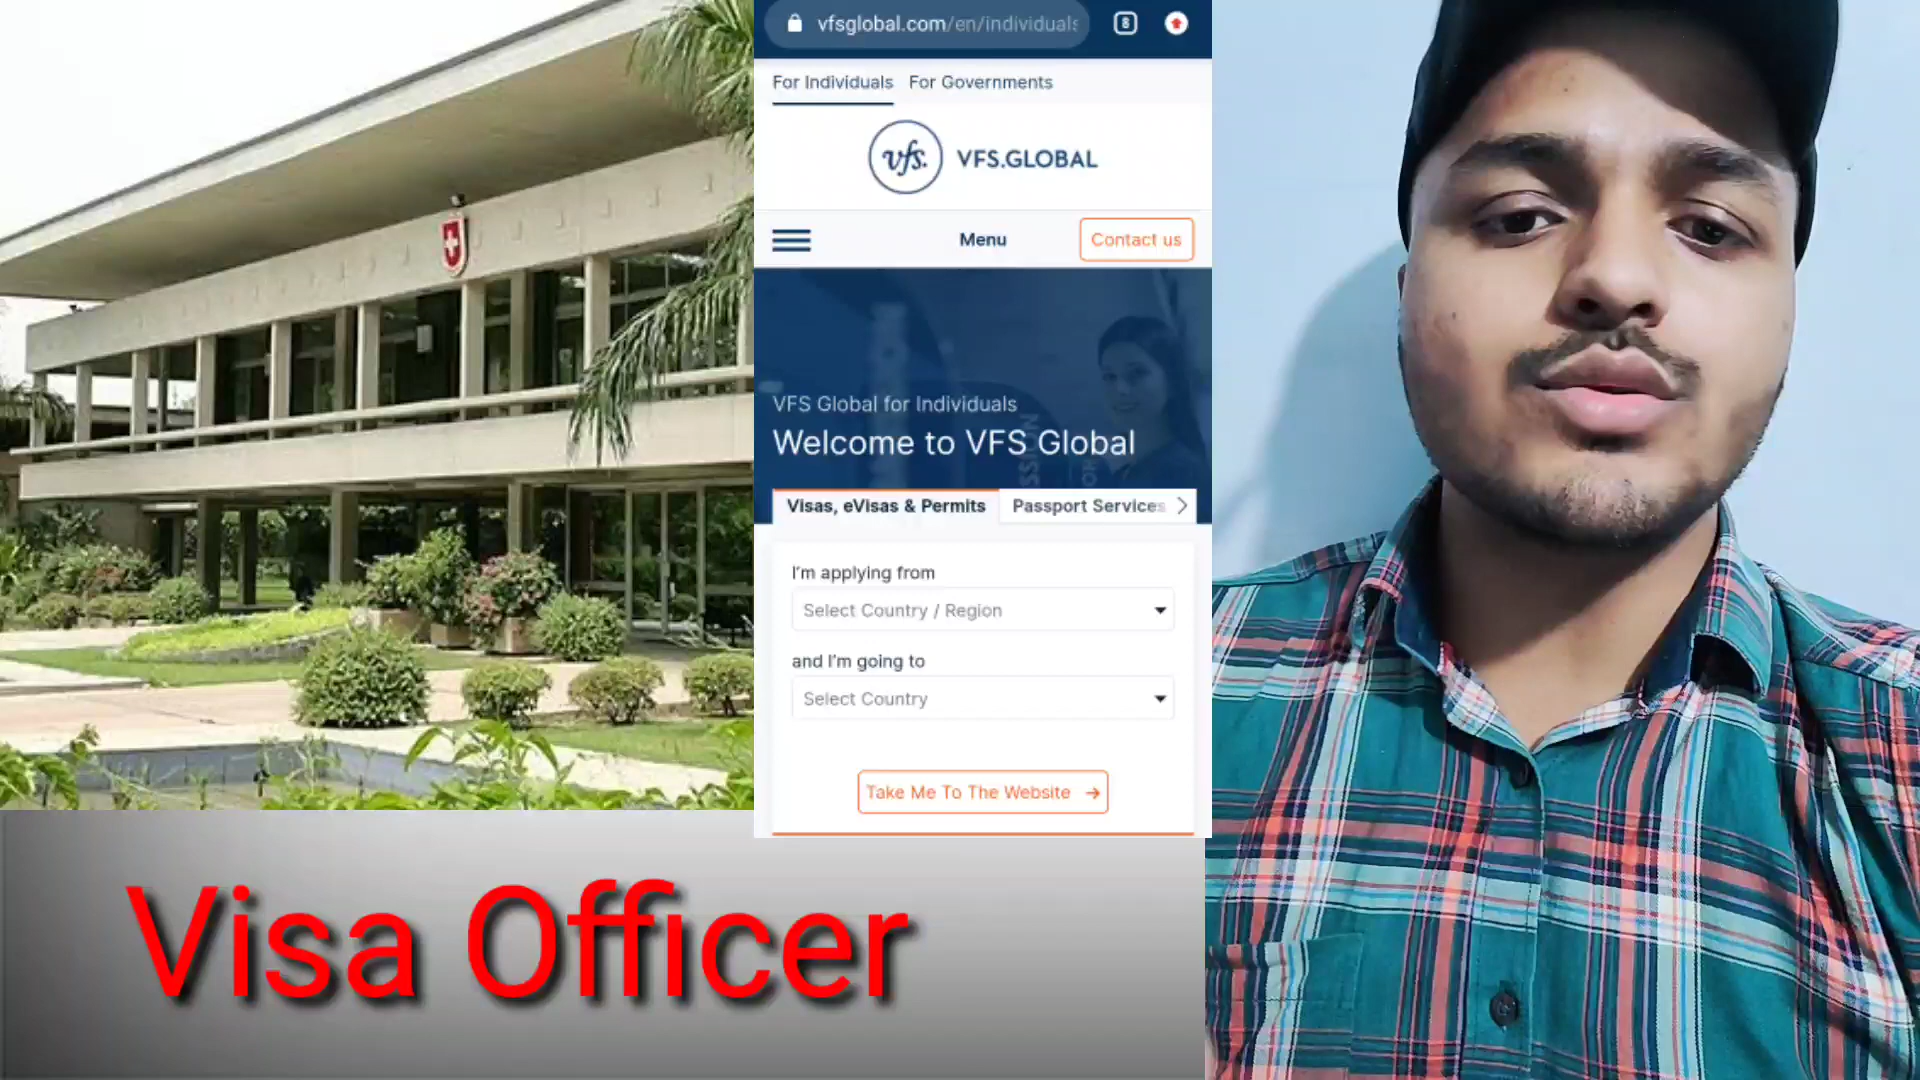 vfsglobal.com/en/individuals
8
For Individuals For Governments
vfs. VFS.GLOBAL
Menu
Contact us
VFS Global for Individuals
Welcome to VFS Global
Visas, eVisas & Permits
Passport Services
I'm applying from
Select Country / Region
and I'm going to
Select Country
Take Me To The Website
Visa Officer